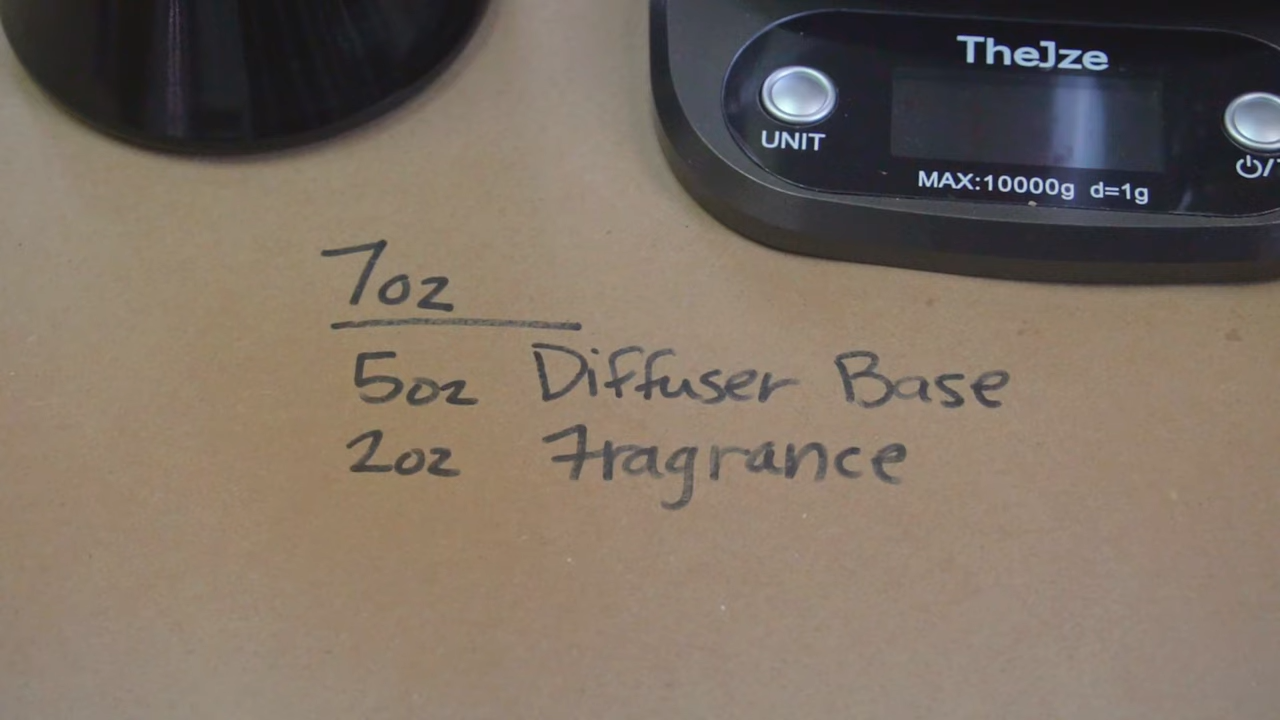 TheJze
UNIT
MAX:10000g d=1g
7oz
5oz Diffuser Base
2oz Fragrance